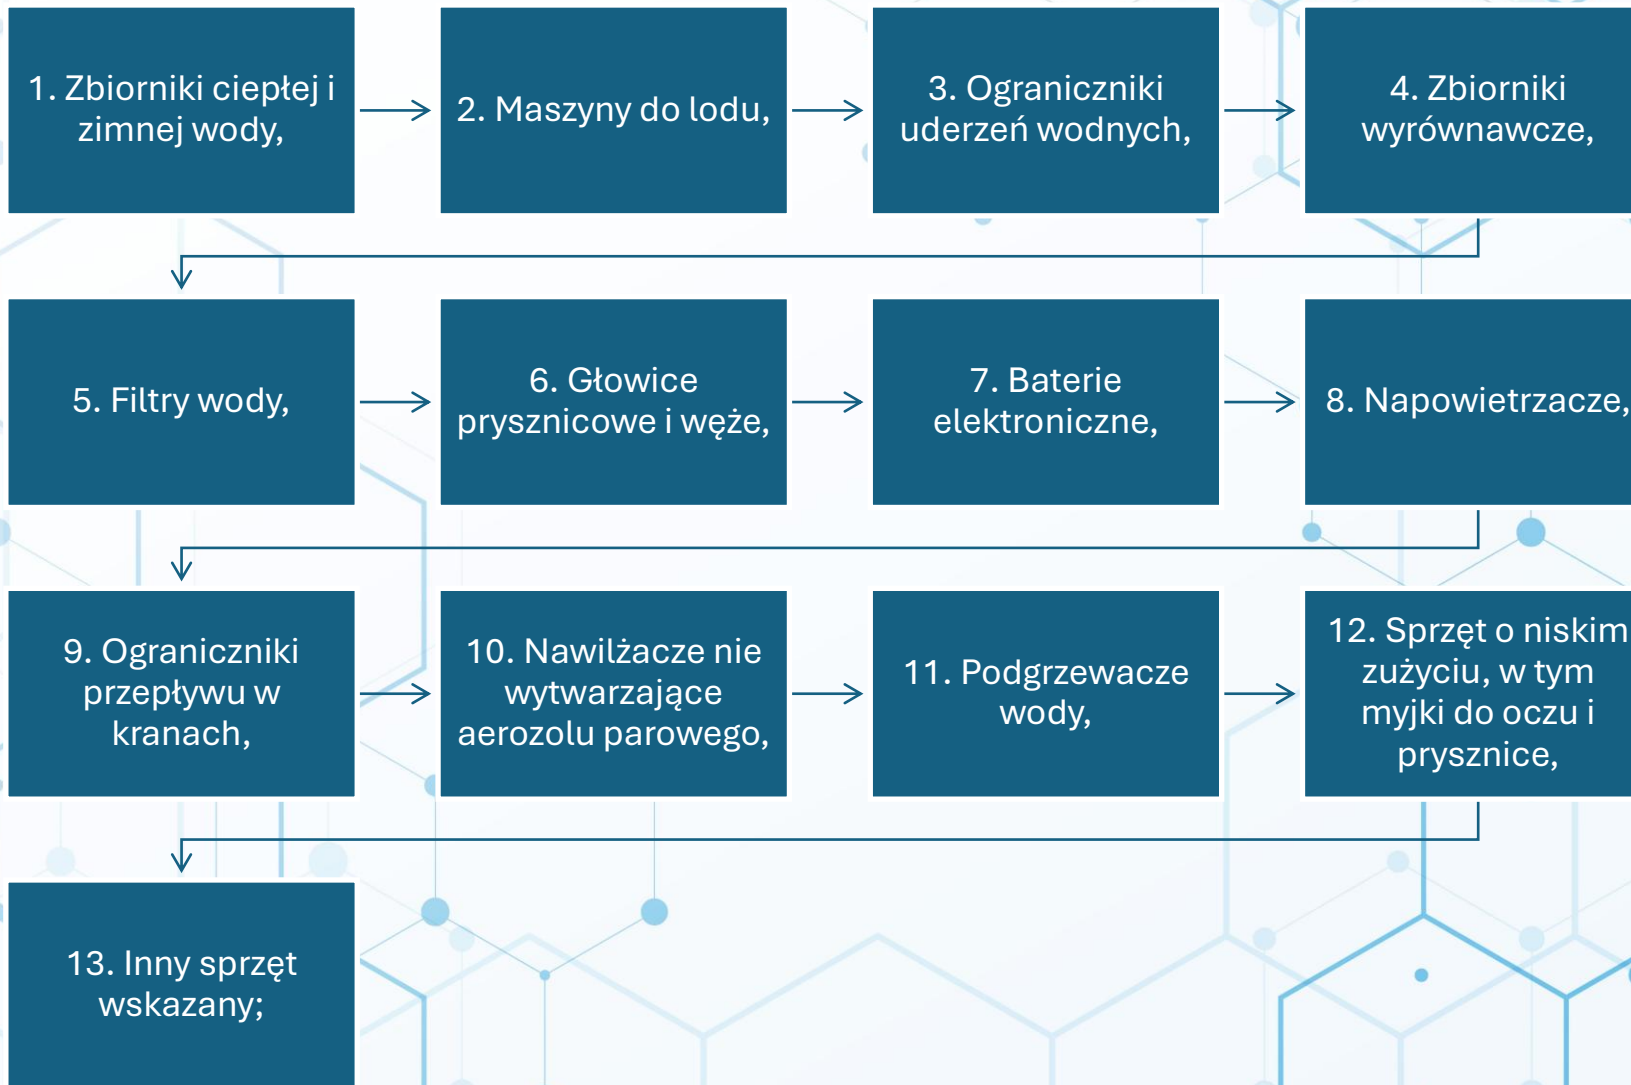 1. Zbiorniki ciepłej i
zimnej wody,
2. Maszyny do lodu,
3. Ograniczniki
uderzeń wodnych,
4. Zbiorniki
wyrównawcze,
5. Filtry wody,
6. Głowice
prysznicowe i węże,
7. Baterie
elektroniczne,
8. Napowietrzacze,
9. Ograniczniki
przepływu w
kranach,
10. Nawilżacze nie
wytwarzające
aerozolu parowego,
11. Podgrzewacze
wody,
12. Sprzęt o niskim
zużyciu, w tym
myjki do oczu i
prysznice,
13. Inny sprzęt
wskazany;